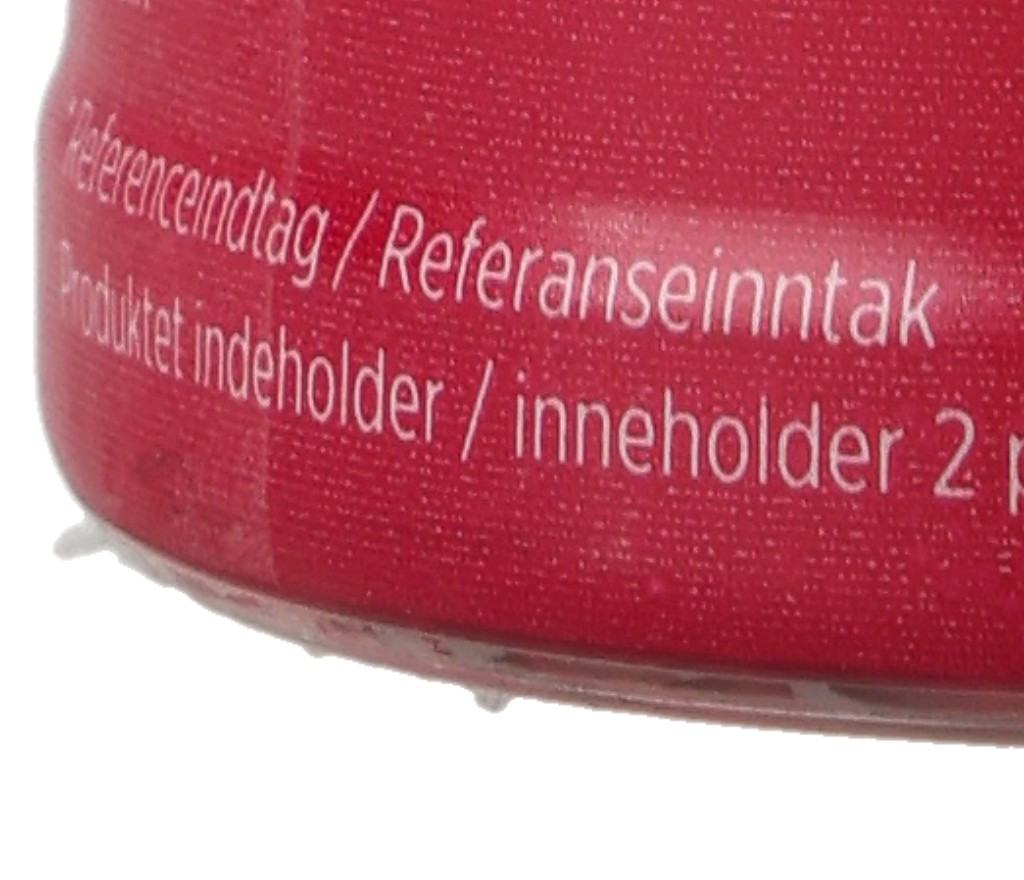 *Referenceindtag / Referanseinntak
Produktet indeholder / inneholder 2